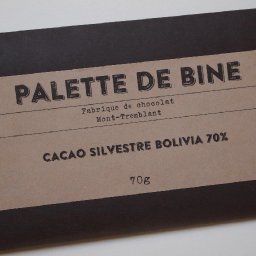 PALETTE DE BINE
Fabrique de chocolat
Mont-Tremblant
CACAO SILVESTRE BOLIVIA 70%
70g